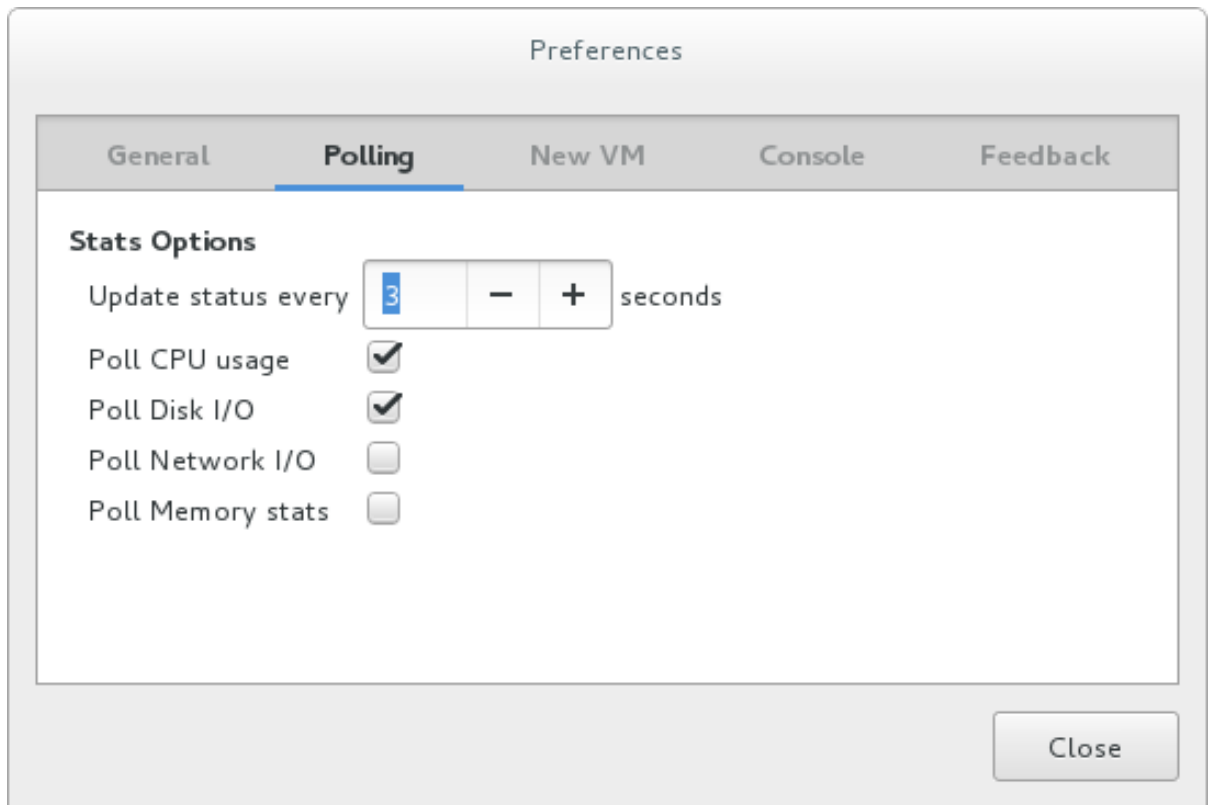 Preferences
General Polling New VM Console Feedback
Stats Options
Update status every 3 − + seconds
Poll CPU usage
Poll Disk I/O
Poll Network I/O
Poll Memory stats
Close